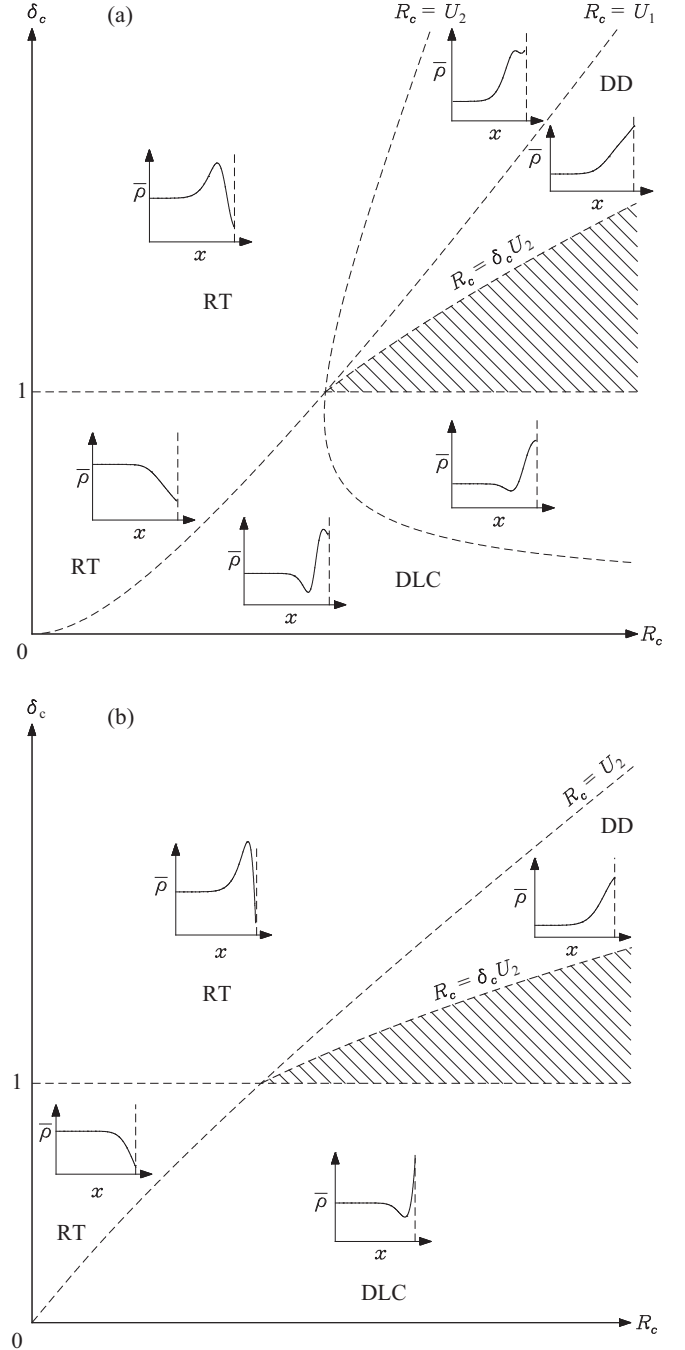 δc (a) Rc = U2 Rc = U1
ρ̅ DD
x
ρ̅
x
ρ̅
x
Rc = δcU2
RT
1
ρ̅
x
ρ̅
x
RT
ρ̅
x
DLC
0
Rc
δc (b)
Rc = U2
DD
ρ̅
x
ρ̅
x
RT
Rc = δcU2
1
ρ̅
x
RT
ρ̅
x
DLC
0
Rc